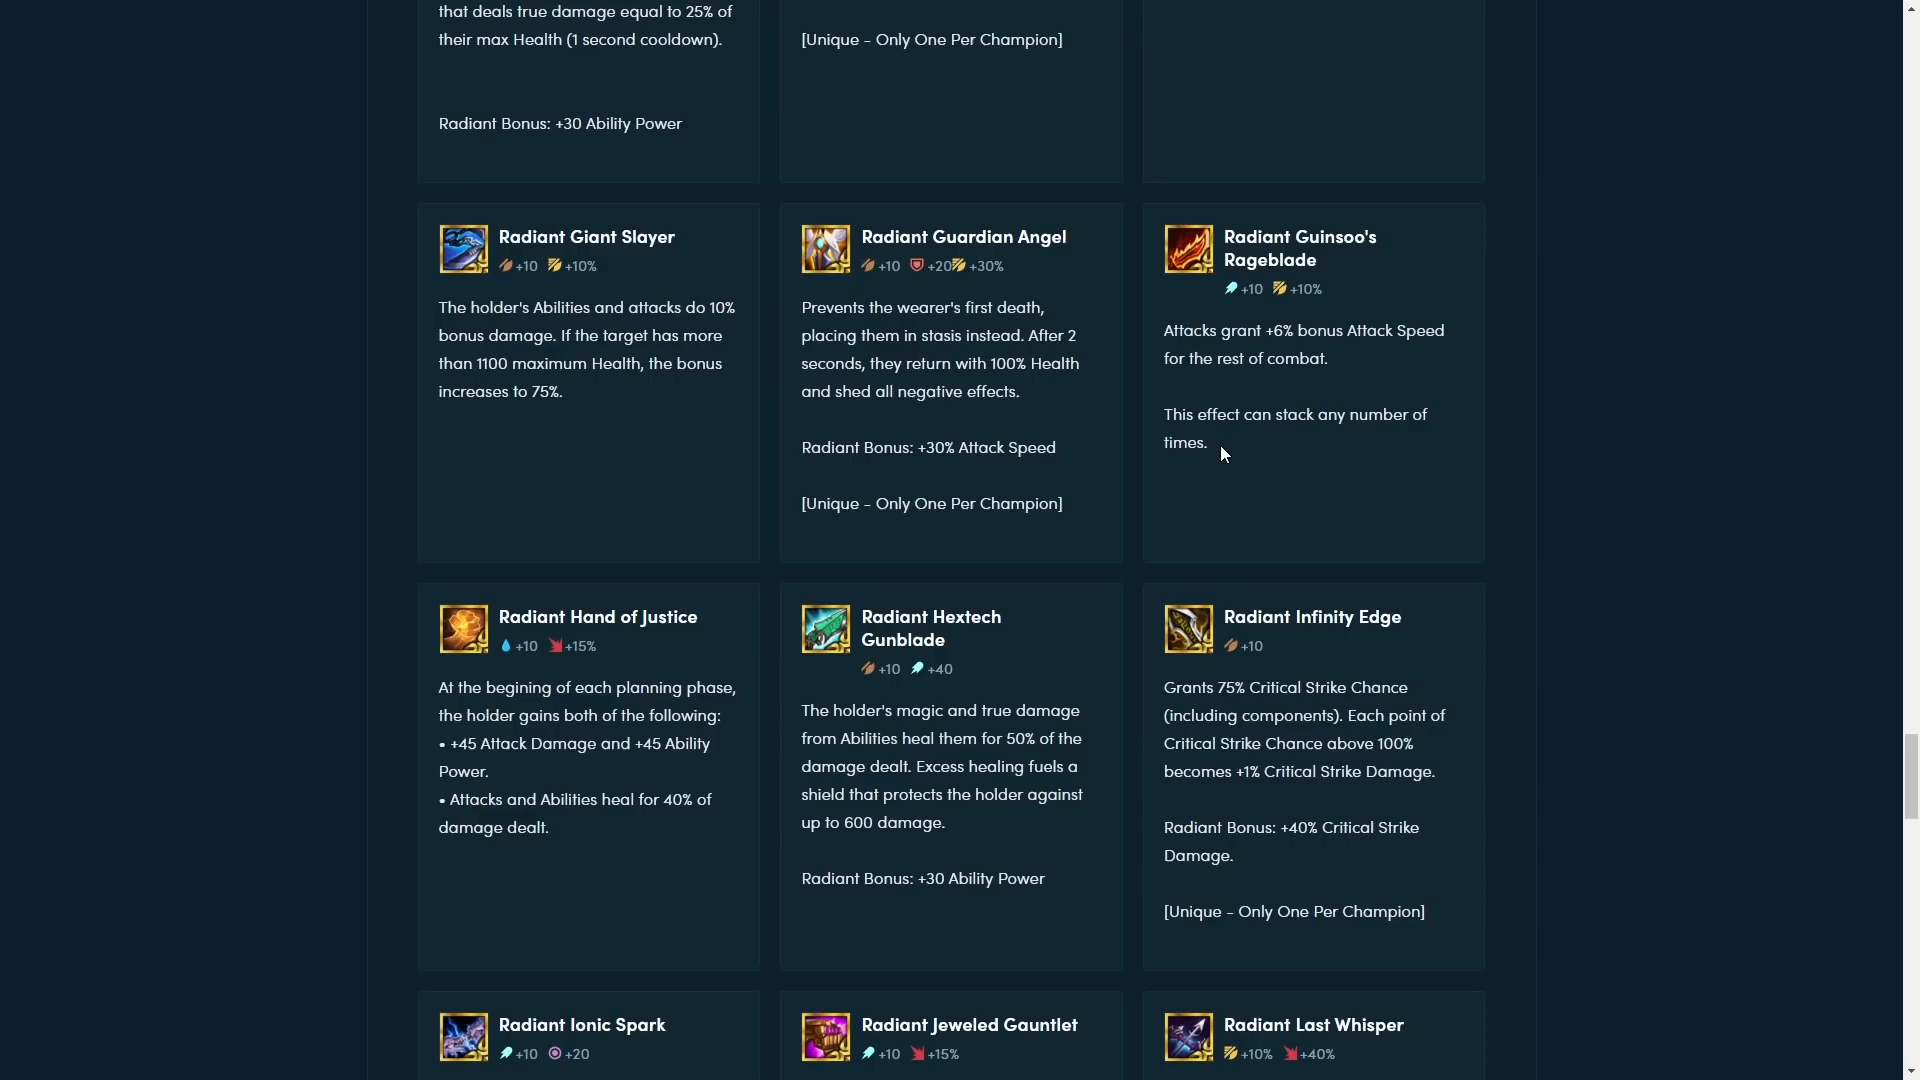 that deals true damage equal to 25% of
their max Health (1 second cooldown).
Radiant Bonus: +30 Ability Power
[Unique - Only One Per Champion]
Radiant Giant Slayer
+10 +10%
The holder's Abilities and attacks do 10%
bonus damage. If the target has more
than 1100 maximum Health, the bonus
increases to 75%.
Radiant Guardian Angel
+10 +20 +30%
Prevents the wearer's first death,
placing them in stasis instead. After 2
seconds, they return with 100% Health
and shed all negative effects.
Radiant Bonus: +30% Attack Speed
[Unique - Only One Per Champion]
Radiant Guinsoo's
Rageblade
+10 +10%
Attacks grant +6% bonus Attack Speed
for the rest of combat.
This effect can stack any number of
times.
Radiant Hand of Justice
+10 +15%
At the begining of each planning phase,
the holder gains both of the following:
• +45 Attack Damage and +45 Ability
Power.
• Attacks and Abilities heal for 40% of
damage dealt.
Radiant Hextech
Gunblade
+10 +40
The holder's magic and true damage
from Abilities heal them for 50% of the
damage dealt. Excess healing fuels a
shield that protects the holder against
up to 600 damage.
Radiant Bonus: +30 Ability Power
Radiant Infinity Edge
+10
Grants 75% Critical Strike Chance
(including components). Each point of
Critical Strike Chance above 100%
becomes +1% Critical Strike Damage.
Radiant Bonus: +40% Critical Strike
Damage.
[Unique - Only One Per Champion]
Radiant Ionic Spark
+10 +20
Radiant Jeweled Gauntlet
+10 +15%
Radiant Last Whisper
+10% +40%